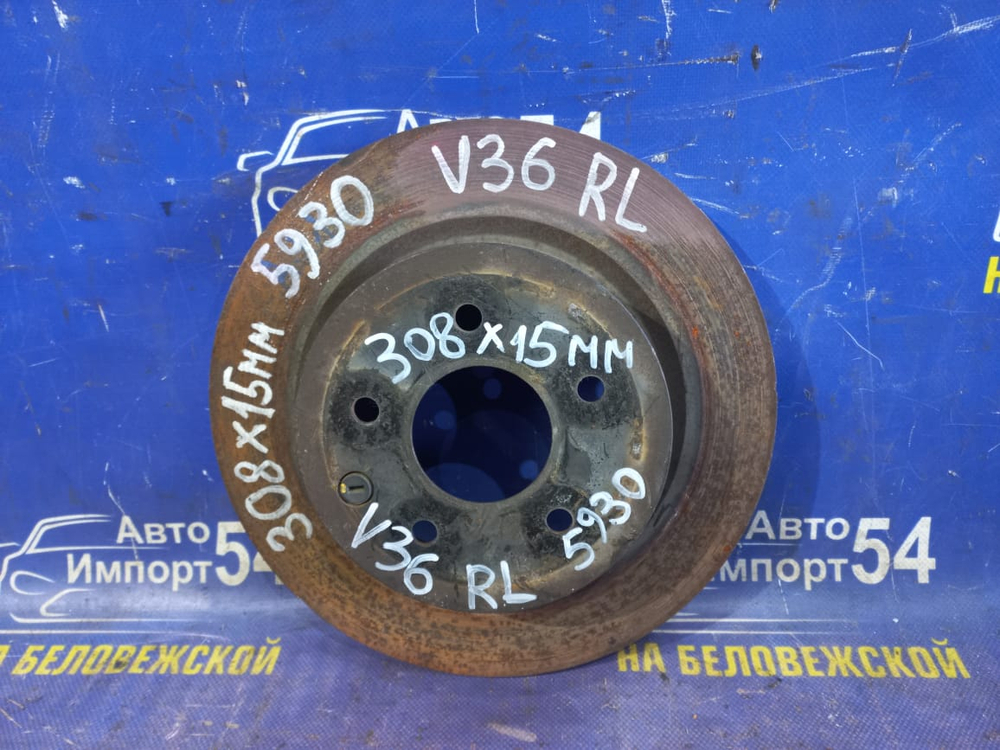 V36 RL
5930
308x15мм
308x15мм
5930
V36 RL
Авто
Импорт 54
НА БЕЛОВЕЖСКОЙ
Авто
Импорт 54
НА БЕЛОВЕЖСКОЙ